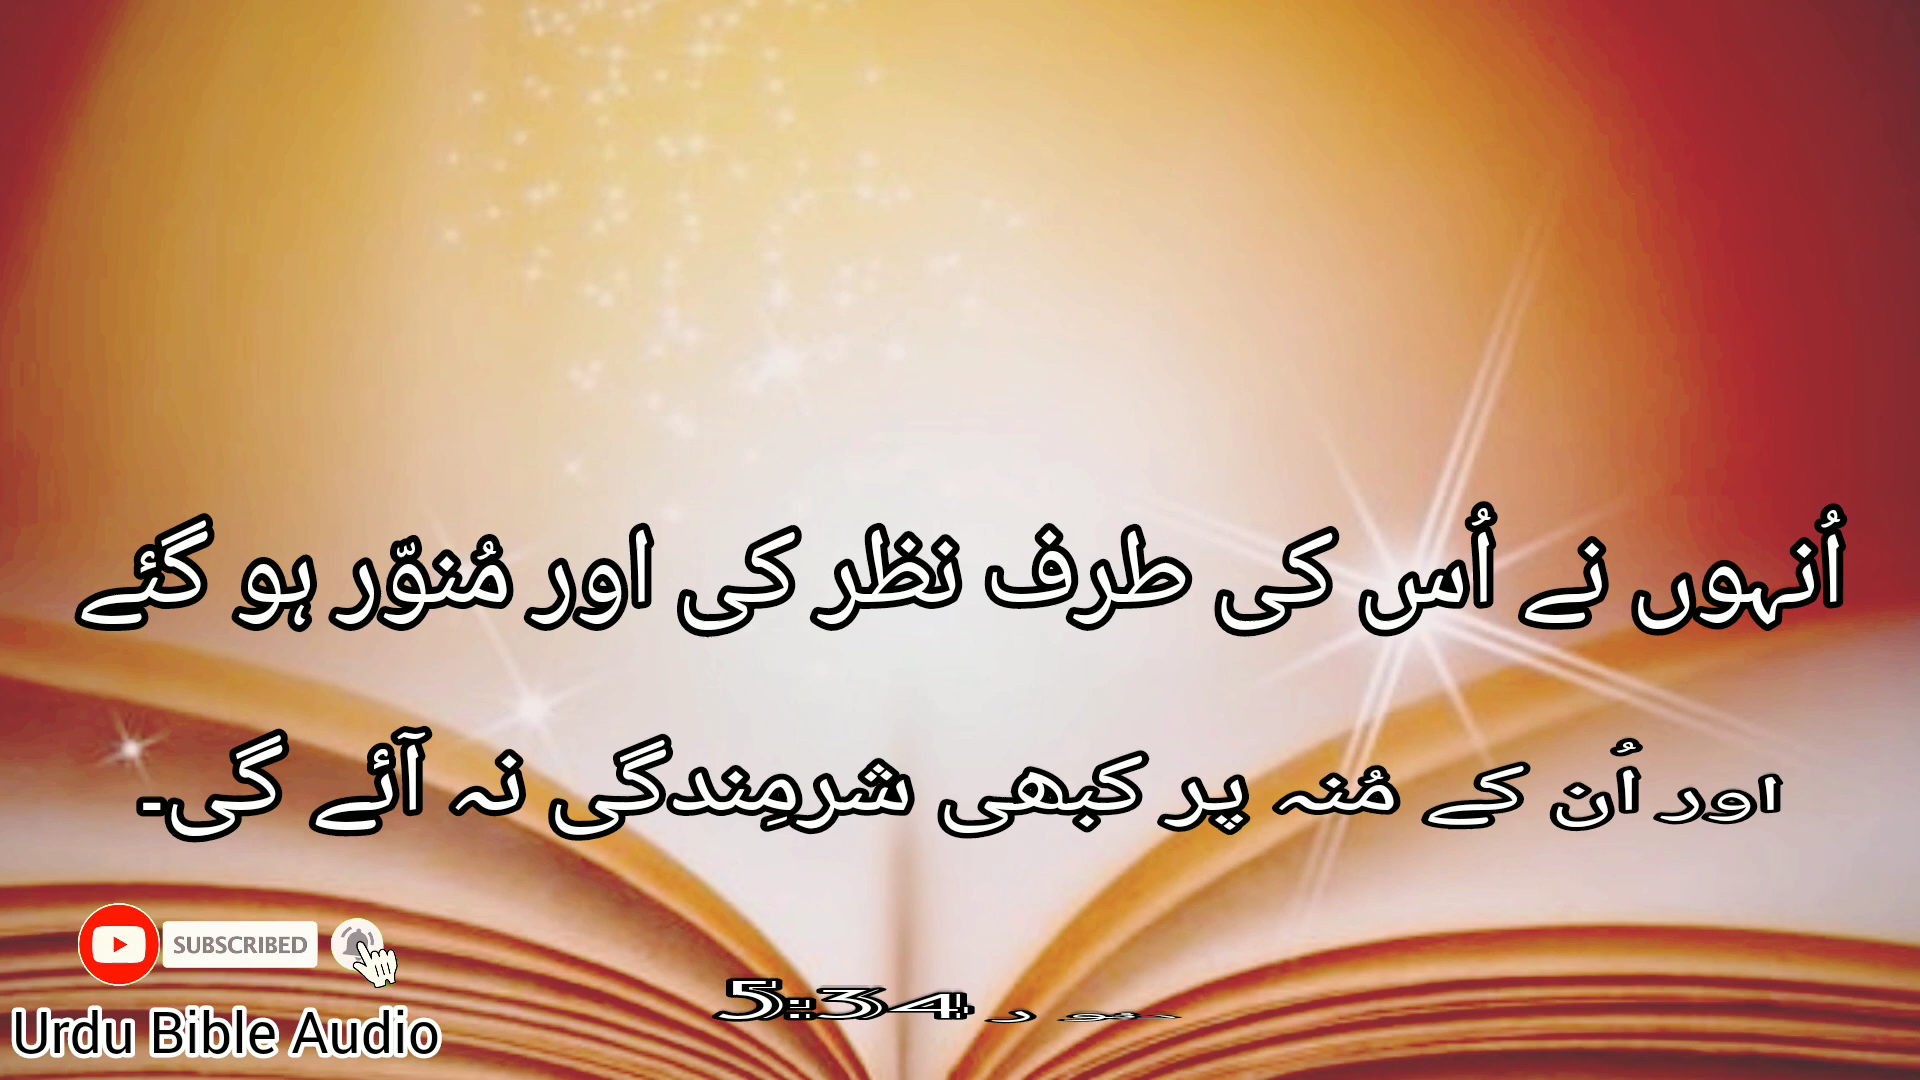 اُنہوں نے اُس کی طرف نظر کی اور مُنوّر ہو گئے
اور اُن کے مُنہ پر کبھی شرمِندگی نہ آئے گی۔
5:34
SUBSCRIBED
Urdu Bible Audio